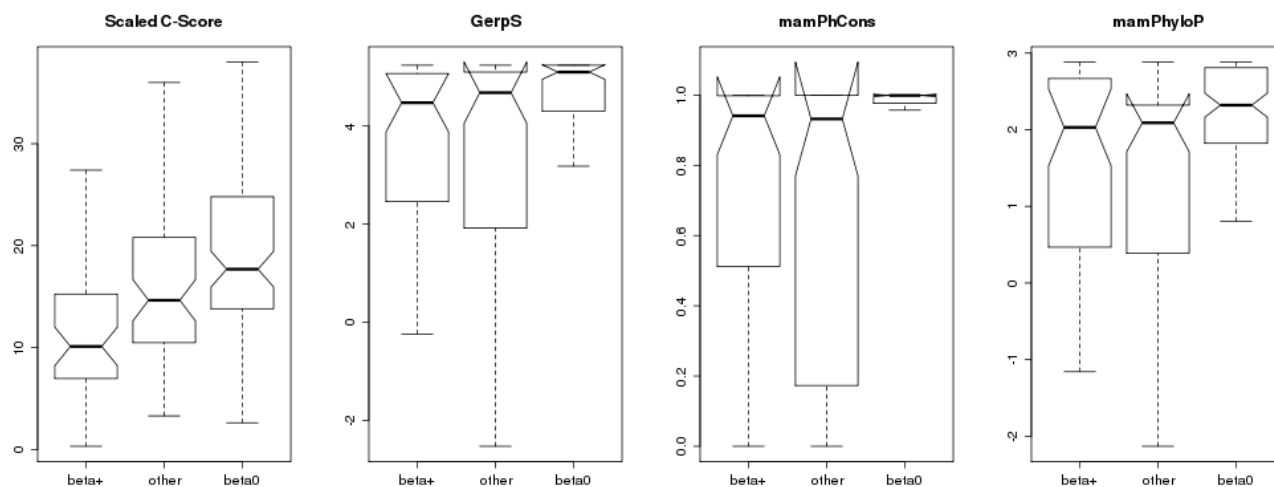 Scaled C-Score
0
10
20
30
beta+ other beta0
GerpS
-2
0
2
4
beta+ other beta0
mamPhCons
0.0
0.2
0.4
0.6
0.8
1.0
beta+ other beta0
mamPhyloP
-2
-1
0
1
2
3
beta+ other beta0